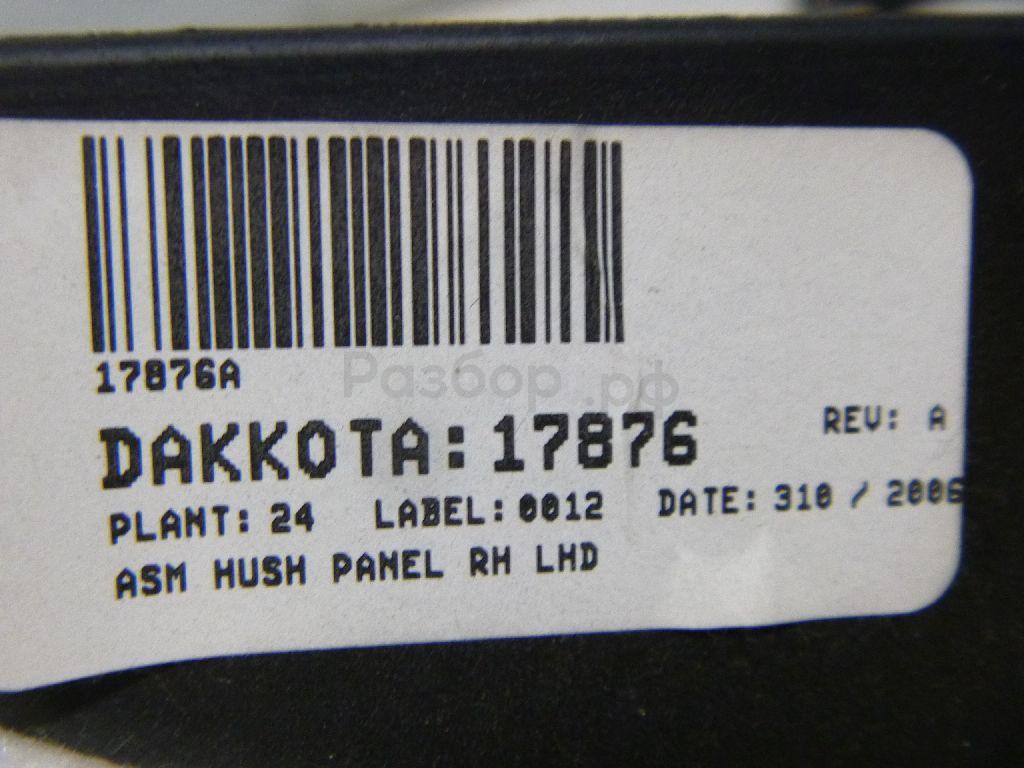 17876A
Разбор.рф
DAKKOTA: 17876
REV: A
PLANT: 24 LABEL: 0012 DATE: 310 / 2006
ASM HUSH PANEL RH LHD